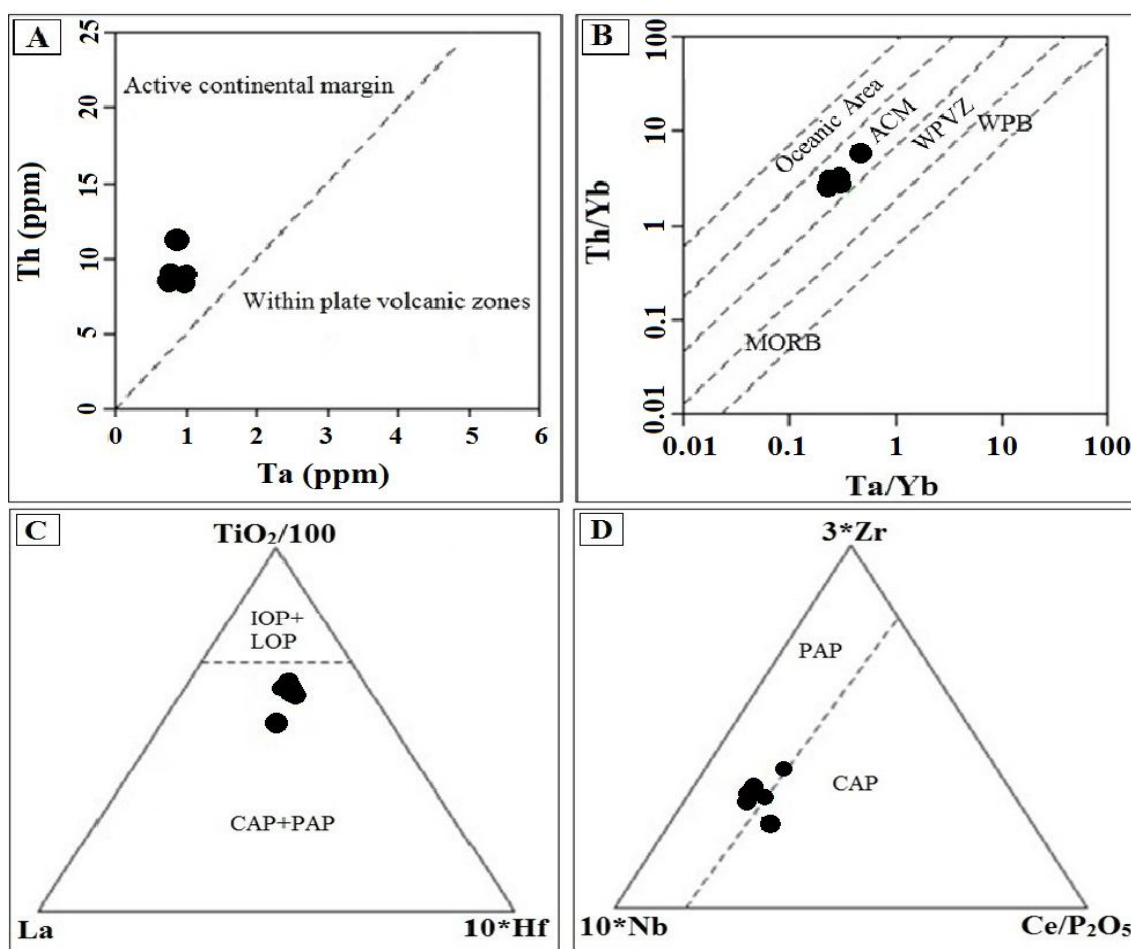 A
25
20
15
10
5
0
Th (ppm)
Active continental margin
Within plate volcanic zones
0 1 2 3 4 5 6
Ta (ppm)
B
100
10
1
0.1
0.01
Th/Yb
Oceanic Area
ACM
WPVZ
WPB
MORB
0.01 0.1 1 10 100
Ta/Yb
C
TiO₂/100
IOP+
LOP
CAP+PAP
La
10*Hf
D
3*Zr
PAP
CAP
10*Nb
Ce/P₂O₅